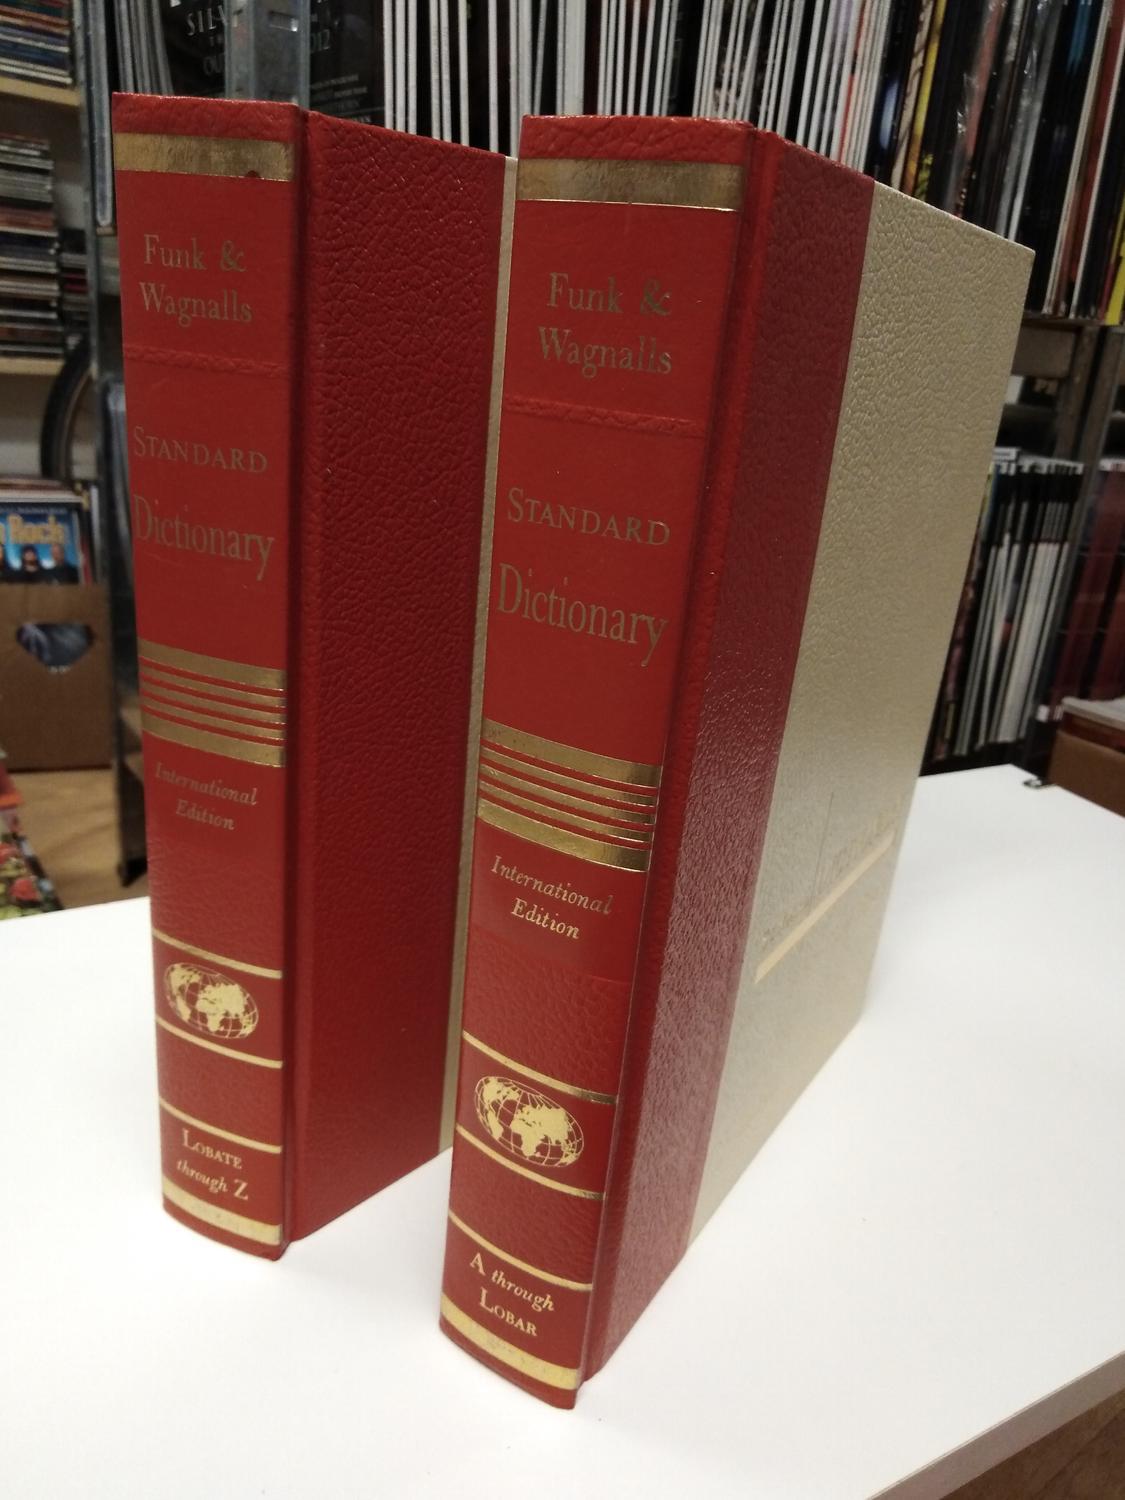 Funk &
Wagnalls
STANDARD
Dictionary
International
Edition
LOBATE
through Z
Funk &
Wagnalls
STANDARD
Dictionary
International
Edition
A through
LOBAR